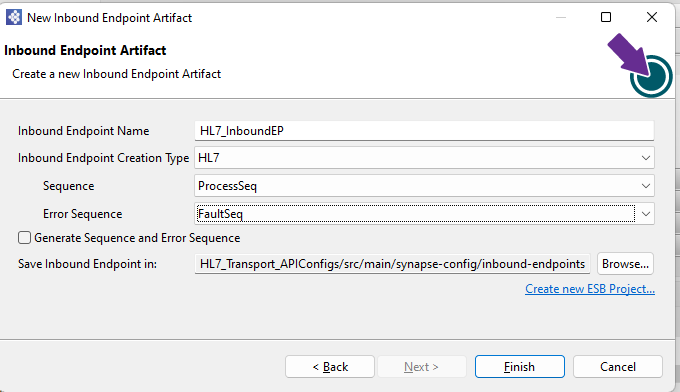 New Inbound Endpoint Artifact
Inbound Endpoint Artifact
Create a new Inbound Endpoint Artifact
Inbound Endpoint Name HL7_InboundEP
Inbound Endpoint Creation Type HL7
Sequence ProcessSeq
Error Sequence FaultSeq
Generate Sequence and Error Sequence
Save Inbound Endpoint in: HL7_Transport_APIConfigs/src/main/synapse-config/inbound-endpoints Browse...
Create new ESB Project...
< Back Next > Finish Cancel